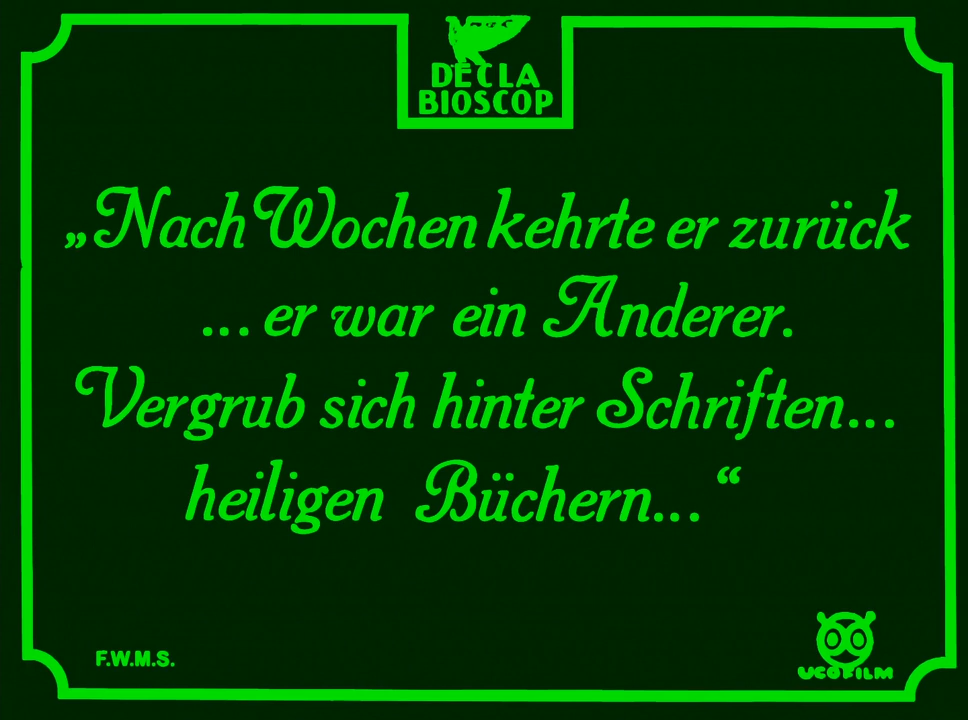 DECLA
BIOSCOP
„Nach Wochen kehrte er zurück
... er war ein Anderer.
Vergrub sich hinter Schriften...
heiligen Büchern...“
F.W.M.S.
UCOFILM